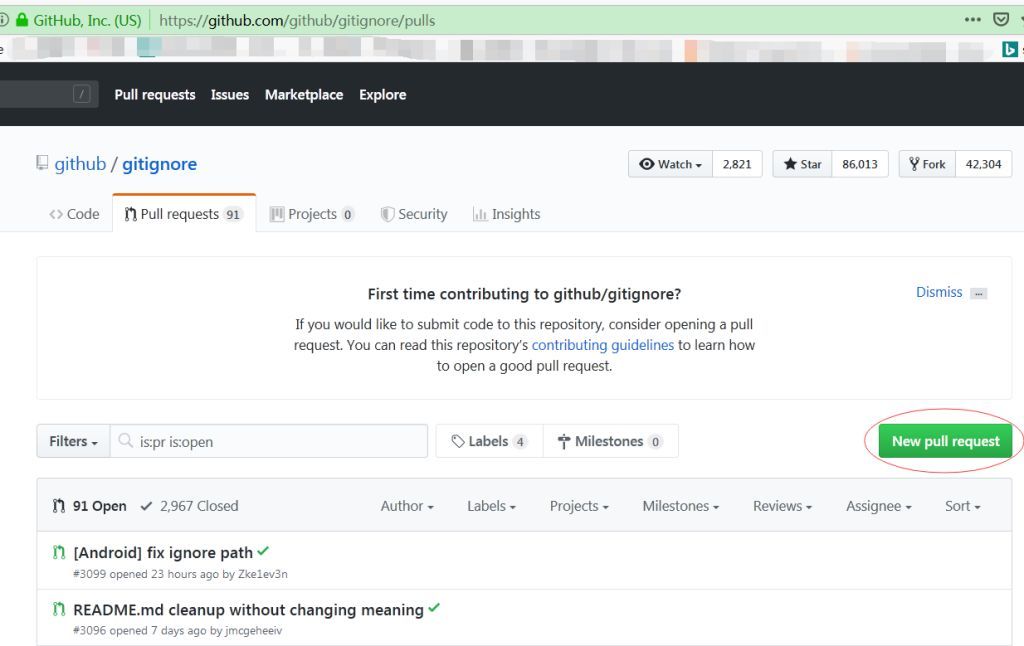 GitHub, Inc. (US) https://github.com/github/gitignore/pulls
/ Pull requests Issues Marketplace Explore
github / gitignore Watch 2,821 Star 86,013 Fork 42,304
Code Pull requests 91 Projects 0 Security Insights
First time contributing to github/gitignore? Dismiss ...
If you would like to submit code to this repository, consider opening a pull
request. You can read this repository's contributing guidelines to learn how
to open a good pull request.
Filters is:pr is:open Labels 4 Milestones 0 New pull request
91 Open 2,967 Closed Author Labels Projects Milestones Reviews Assignee Sort
[Android] fix ignore path
#3099 opened 23 hours ago by Zke1ev3n
README.md cleanup without changing meaning
#3096 opened 7 days ago by jmcgeheeiv